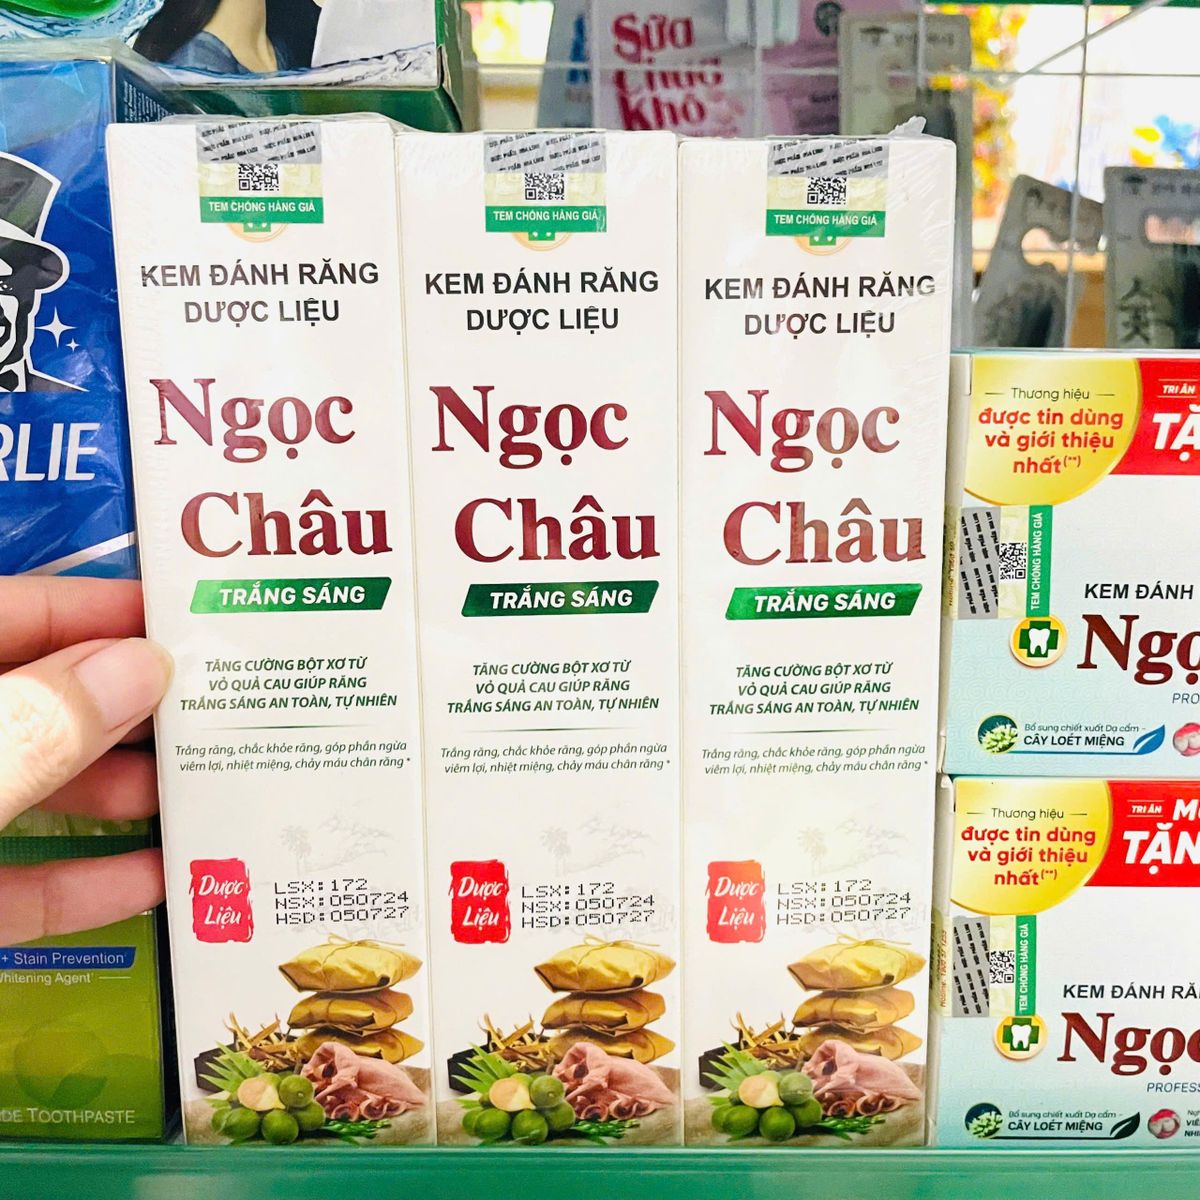 Sữa
Chua
Khô
RLIE
+ Stain Prevention
Whitening Agent
DE TOOTHPASTE
TEM CHỐNG HÀNG GIẢ
KEM ĐÁNH RĂNG
DƯỢC LIỆU
Ngọc
Châu
TRẮNG SÁNG
TĂNG CƯỜNG BỘT XƠ TỪ
VỎ QUẢ CAU GIÚP RĂNG
TRẮNG SÁNG AN TOÀN, TỰ NHIÊN
Trắng răng, chắc khỏe răng, góp phần ngừa
viêm lợi, nhiệt miệng, chảy máu chân răng *
Dược
Liệu
LSX: 172
NSX: 050724
HSD: 050727
TEM CHỐNG HÀNG GIẢ
KEM ĐÁNH RĂNG
DƯỢC LIỆU
Ngọc
Châu
TRẮNG SÁNG
TĂNG CƯỜNG BỘT XƠ TỪ
VỎ QUẢ CAU GIÚP RĂNG
TRẮNG SÁNG AN TOÀN, TỰ NHIÊN
Trắng răng, chắc khỏe răng, góp phần ngừa
viêm lợi, nhiệt miệng, chảy máu chân răng *
Dược
Liệu
LSX: 172
NSX: 050724
HSD: 050727
TEM CHỐNG HÀNG GIẢ
KEM ĐÁNH RĂNG
DƯỢC LIỆU
Ngọc
Châu
TRẮNG SÁNG
TĂNG CƯỜNG BỘT XƠ TỪ
VỎ QUẢ CAU GIÚP RĂNG
TRẮNG SÁNG AN TOÀN, TỰ NHIÊN
Trắng răng, chắc khỏe răng, góp phần ngừa
viêm lợi, nhiệt miệng, chảy máu chân răng *
Dược
Liệu
LSX: 172
NSX: 050724
HSD: 050727
Thương hiệu
được tin dùng
và giới thiệu
nhất(**)
TRI ÂN
TẶ
TEM CHỐNG HÀNG GIẢ
KEM ĐÁNH
Ngọ
PRO
Bổ sung chiết xuất Dạ cẩm -
CÂY LOÉT MIỆNG
Thương hiệu
được tin dùng
và giới thiệu
nhất(**)
TRI ÂN
M
TẶN
TEM CHỐNG HÀNG GIẢ
KEM ĐÁNH RĂ
Ngọ
PROFESS
Bổ sung chiết xuất Dạ cẩm -
CÂY LOÉT MIỆNG